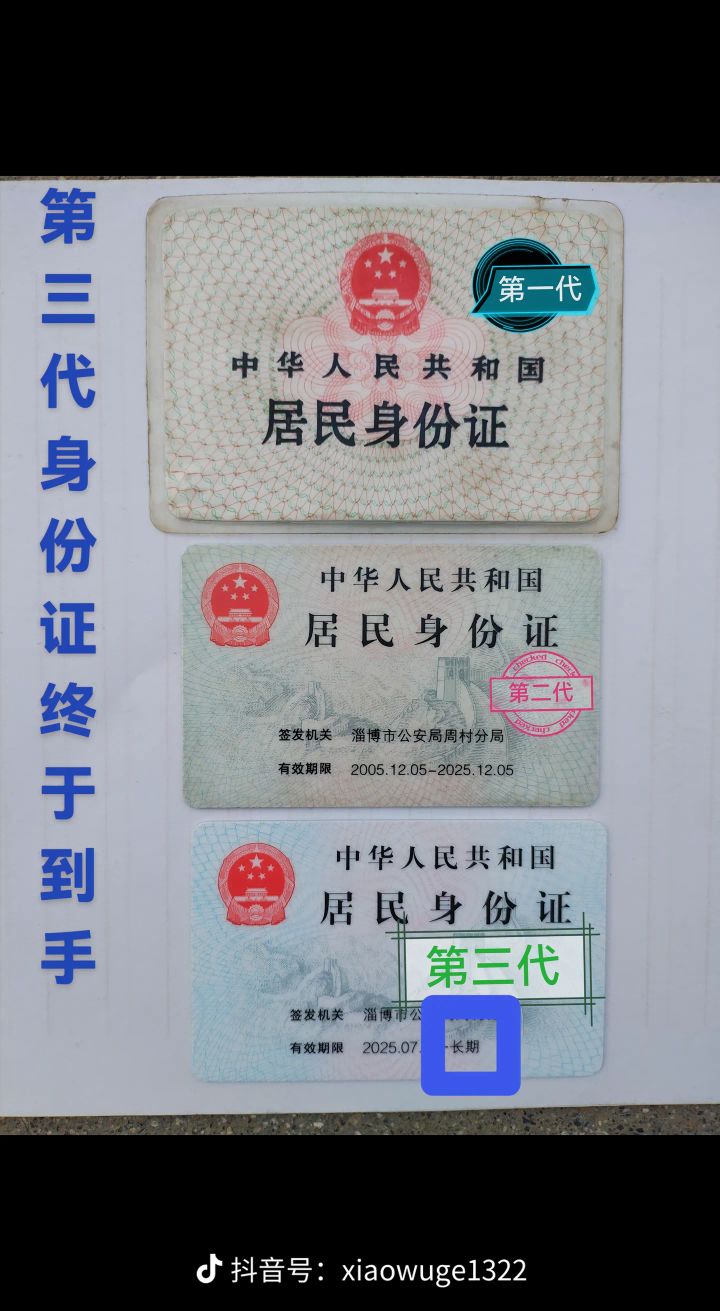 第三代身份证终于到手
第一代
中华人民共和国
居民身份证
中华人民共和国
居民身份证
checked checked
第二代
签发机关 淄博市公安局周村分局
有效期限 2005.12.05-2025.12.05
中华人民共和国
居民身份证
第三代
签发机关 淄博市公
有效期限 2025.07 -长期
抖音号：xiaowuge1322